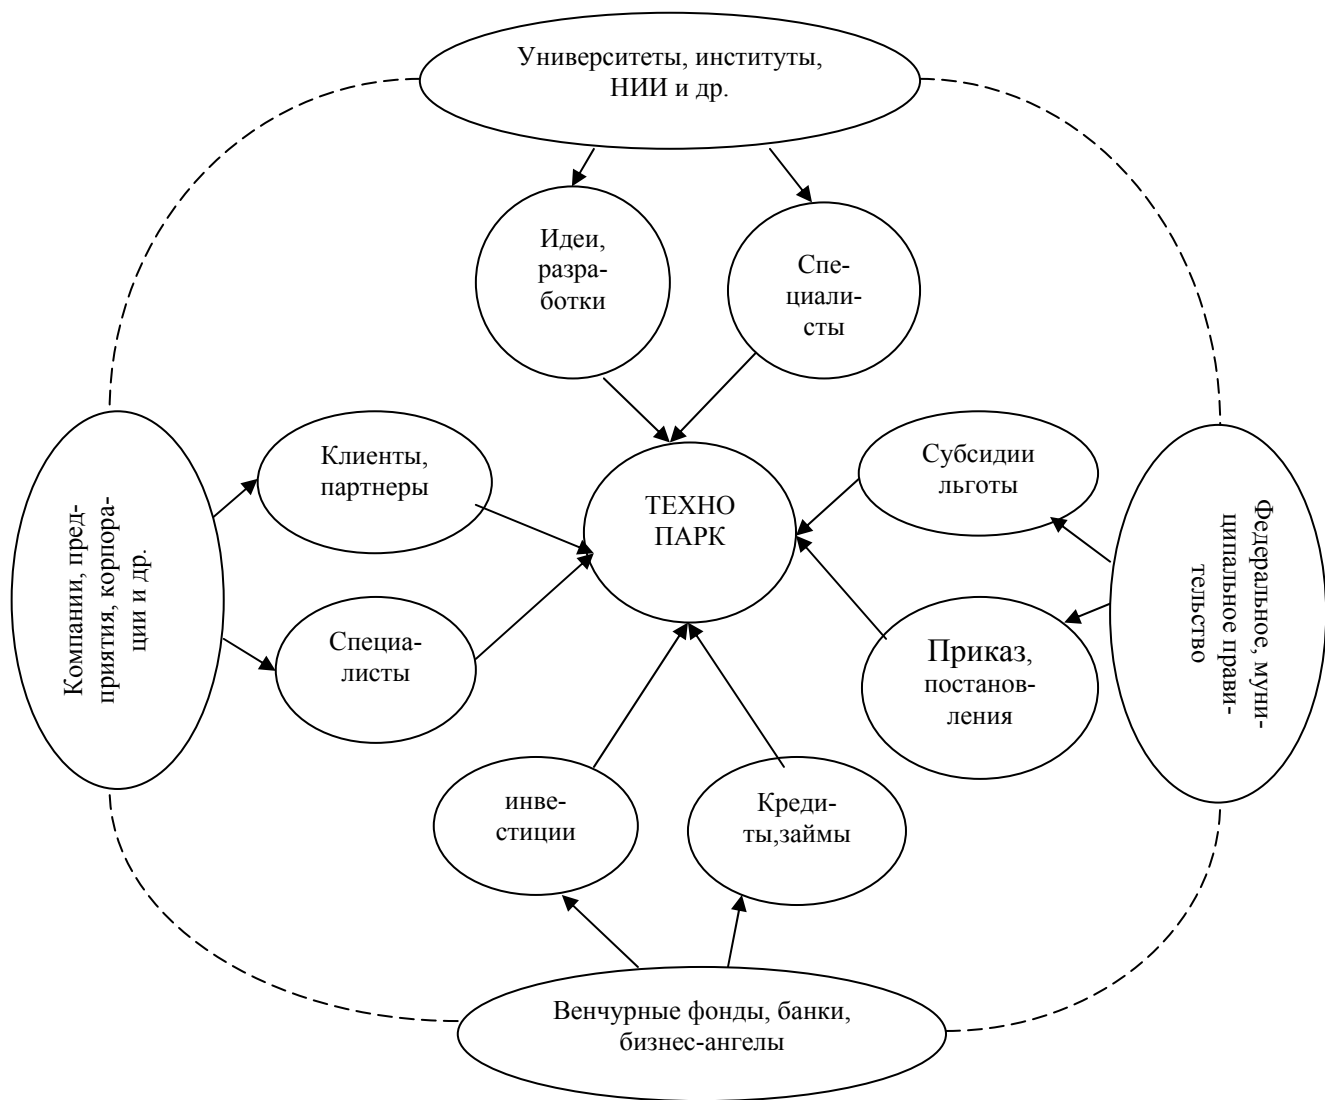 Университеты, институты,
НИИ и др.
Идеи,
разра-
ботки
Спе-
циали-
сты
Клиенты,
партнеры
ТЕХНО
ПАРК
Субсидии
льготы
Компании, пред-
приятия, корпора-
ции и др.
Федеральное, муни-
ципальное прави-
тельство
Специа-
листы
Приказ,
постанов-
ления
инве-
стиции
Креди-
ты,займы
Венчурные фонды, банки,
бизнес-ангелы